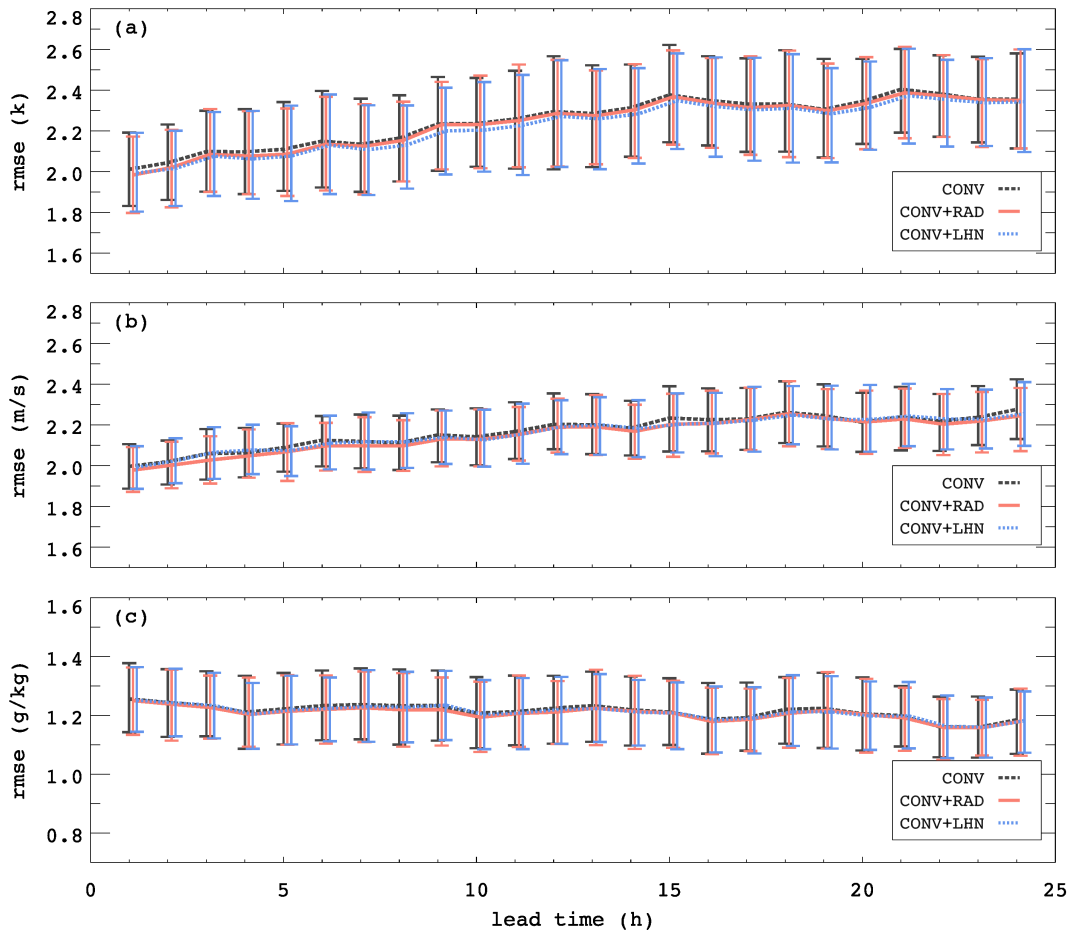 (a)
2.8
2.6
2.4
2.2
2.0
1.8
1.6
rmse (k)
CONV
CONV+RAD
CONV+LHN
(b)
2.8
2.6
2.4
2.2
2.0
1.8
1.6
rmse (m/s)
CONV
CONV+RAD
CONV+LHN
(c)
1.6
1.4
1.2
1.0
0.8
rmse (g/kg)
CONV
CONV+RAD
CONV+LHN
0 5 10 15 20 25
lead time (h)